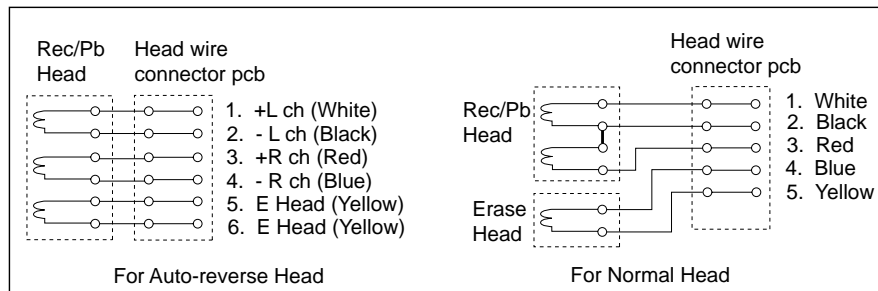 Rec/Pb
Head
Head wire
connector pcb
1. +L ch (White)
2. - L ch (Black)
3. +R ch (Red)
4. - R ch (Blue)
5. E Head (Yellow)
6. E Head (Yellow)
For Auto-reverse Head
Head wire
connector pcb
Rec/Pb
Head
1. White
2. Black
3. Red
4. Blue
5. Yellow
Erase
Head
For Normal Head